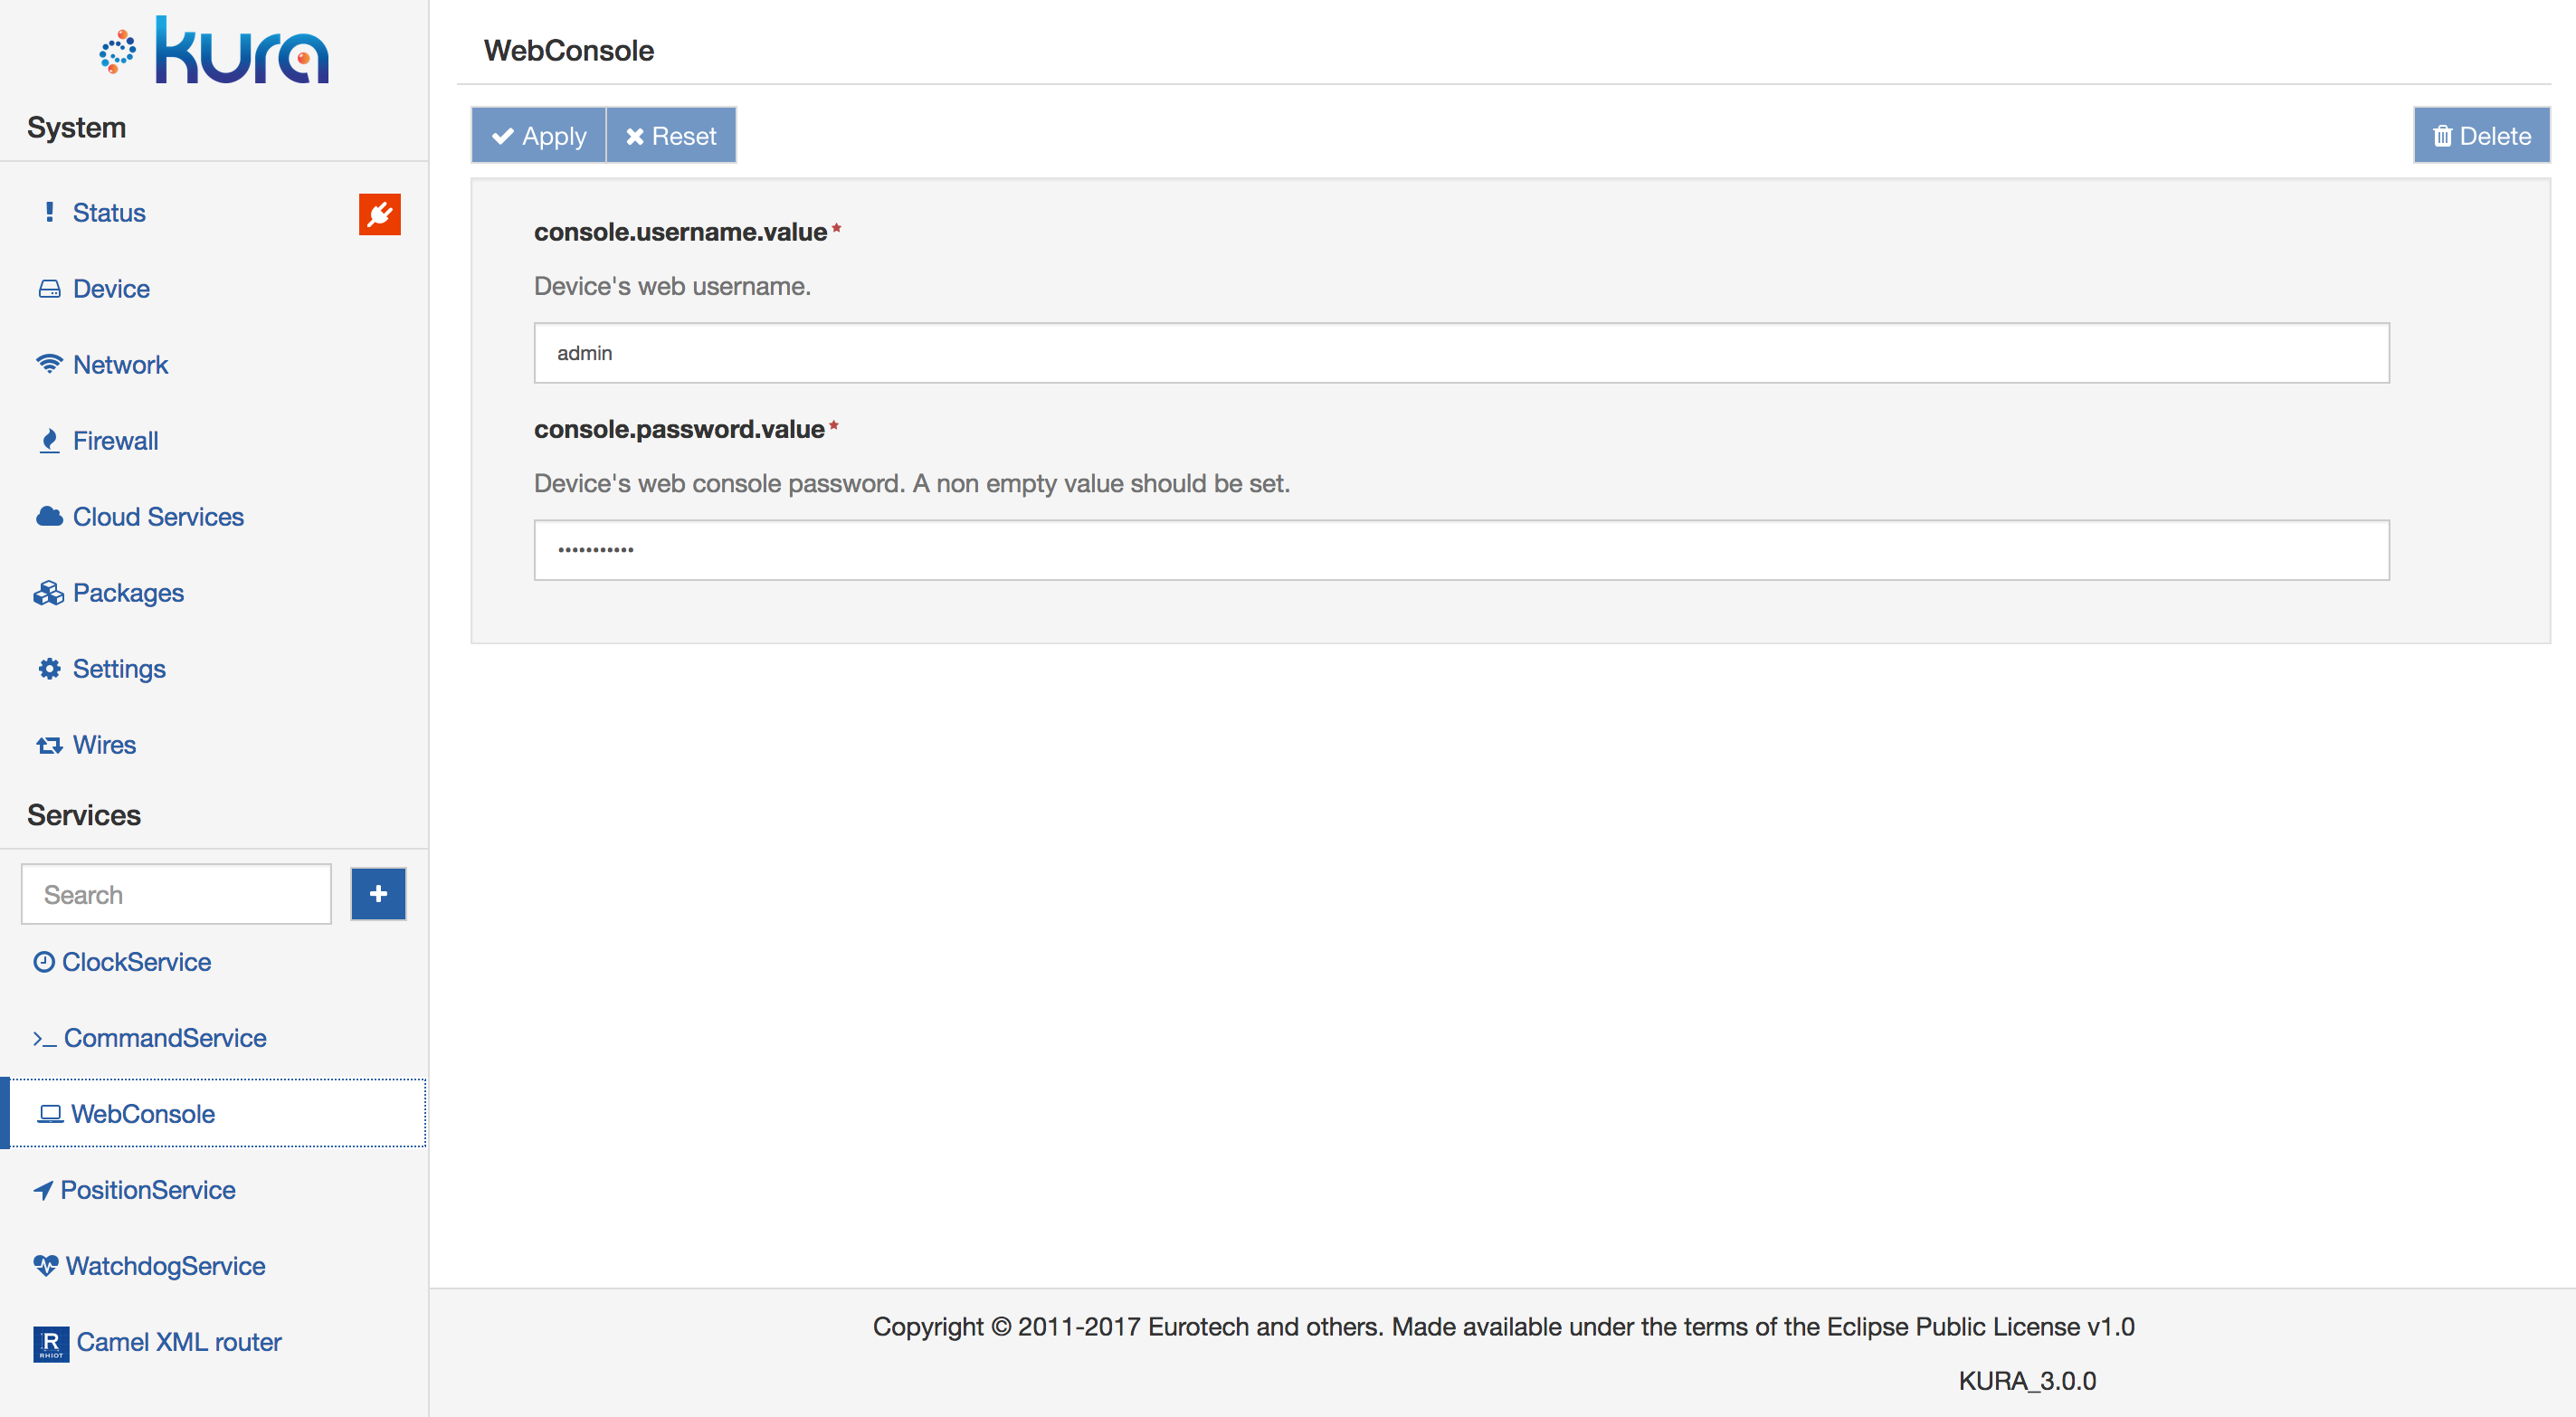 kura
System
Status
Device
Network
Firewall
Cloud Services
Packages
Settings
Wires
Services
Search
ClockService
CommandService
WebConsole
PositionService
WatchdogService
R
RHIOT
Camel XML router
WebConsole
Apply
Reset
Delete
console.username.value*
Device's web username.
admin
console.password.value*
Device's web console password. A non empty value should be set.
•••••••••••
Copyright © 2011-2017 Eurotech and others. Made available under the terms of the Eclipse Public License v1.0
KURA_3.0.0